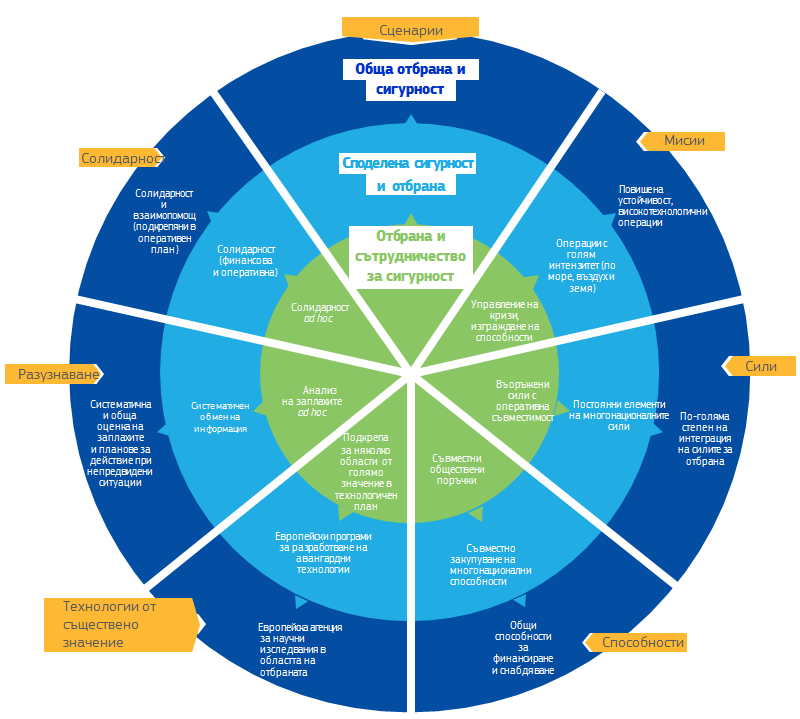 Сценарии
Обща отбрана и
сигурност
Споделена сигурност
и отбрана
Отбрана и
сътрудничество
за сигурност
Мисии
Повишена
устойчивост,
високотехнологични
операции
Операции с
голям
интензитет (по
море, въздух и
земя)
Управление на
кризи,
изграждане на
способности
Сили
Въоръжени
сили с
оперативна
съвместимост
Постоянни елементи
на многонационалните
сили
По-голяма
степен на
интеграция
на силите за
отбрана
Способности
Съвместни
обществени
поръчки
Съвместно
закупуване на
многонационални
способности
Общи
способности
за
финансиране
и снабдяване
Технологии от
съществено
значение
Подкрепа
за няколко
области от
голямо
значение в
технологичен
план
Европейски програми
за разработване на
авангардни
технологии
Европейска агенция
за научни
изследвания в
областта на
отбраната
Разузнаване
Анализ
на заплахите
ad hoc
Систематичен
обмен на
информация
Систематична
и обща
оценка на
заплахите
и планове за
действие при
непредвидени
ситуации
Солидарност
Солидарност
ad hoc
Солидарност
(финансова
и оперативна)
Солидарност
и
взаимопомощ
(подкрепяни в
оперативен
план)